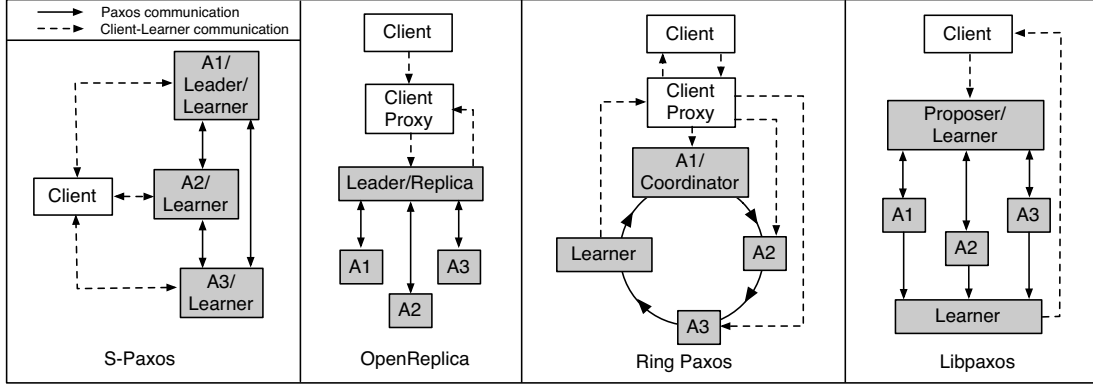 Paxos communication
Client-Learner communication
A1/
Leader/
Learner
Client
A2/
Learner
A3/
Learner
S-Paxos
Client
Client
Proxy
Leader/Replica
A1
A3
A2
OpenReplica
Client
Client
Proxy
A1/
Coordinator
Learner
A2
A3
Ring Paxos
Client
Proposer/
Learner
A1
A3
A2
Learner
Libpaxos